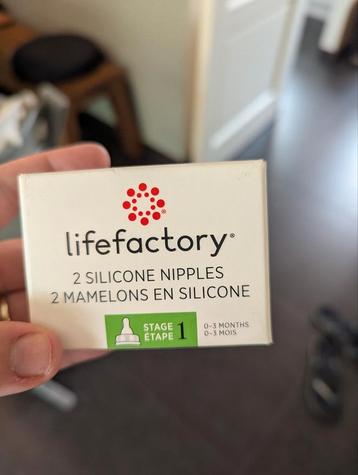 lifefactory®
2 SILICONE NIPPLES
2 MAMELONS EN SILICONE
STAGE
ÉTAPE 1
0-3 MONTHS
0-3 MOIS